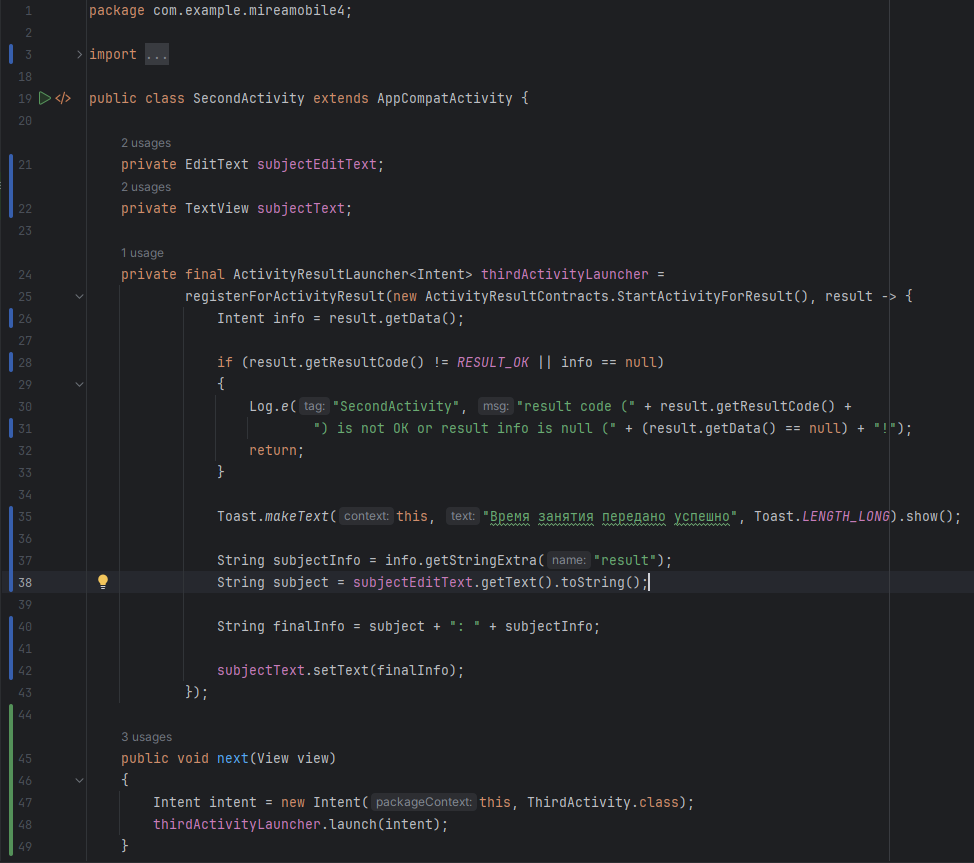 1 package com.example.mireamobile4;
2
3 import ...
18
19 public class SecondActivity extends AppCompatActivity {
20
2 usages
21 private EditText subjectEditText;
2 usages
22 private TextView subjectText;
23
1 usage
24 private final ActivityResultLauncher<Intent> thirdActivityLauncher =
25 registerForActivityResult(new ActivityResultContracts.StartActivityForResult(), result -> {
26 Intent info = result.getData();
27
28 if (result.getResultCode() != RESULT_OK || info == null)
29 {
30 Log.e( tag: "SecondActivity", msg: "result code (" + result.getResultCode() +
31 ") is not OK or result info is null (" + (result.getData() == null) + "!");
32 return;
33 }
34
35 Toast.makeText( context: this, text: "Время занятия передано успешно", Toast.LENGTH_LONG).show();
36
37 String subjectInfo = info.getStringExtra( name: "result");
38 String subject = subjectEditText.getText().toString();
39
40 String finalInfo = subject + ": " + subjectInfo;
41
42 subjectText.setText(finalInfo);
43 });
44
3 usages
45 public void next(View view)
46 {
47 Intent intent = new Intent( packageContext: this, ThirdActivity.class);
48 thirdActivityLauncher.launch(intent);
49 }